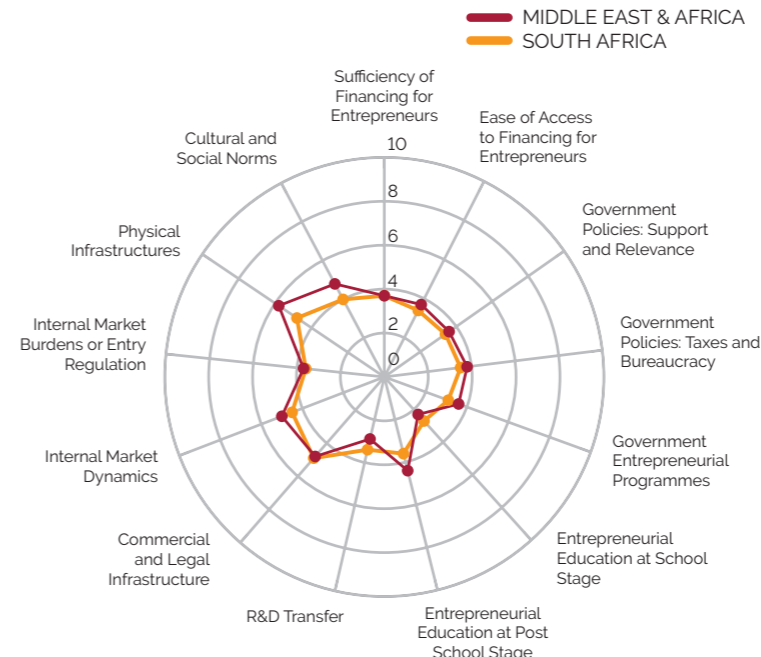 MIDDLE EAST & AFRICA
SOUTH AFRICA
Sufficiency of
Financing for
Entrepreneurs
Ease of Access
to Financing for
Entrepreneurs
Government
Policies: Support
and Relevance
Government
Policies: Taxes and
Bureaucracy
Government
Entrepreneurial
Programmes
Entrepreneurial
Education at School
Stage
Entrepreneurial
Education at Post
School Stage
R&D Transfer
Commercial
and Legal
Infrastructure
Internal Market
Dynamics
Internal Market
Burdens or Entry
Regulation
Physical
Infrastructures
Cultural and
Social Norms
10
8
6
4
2
0